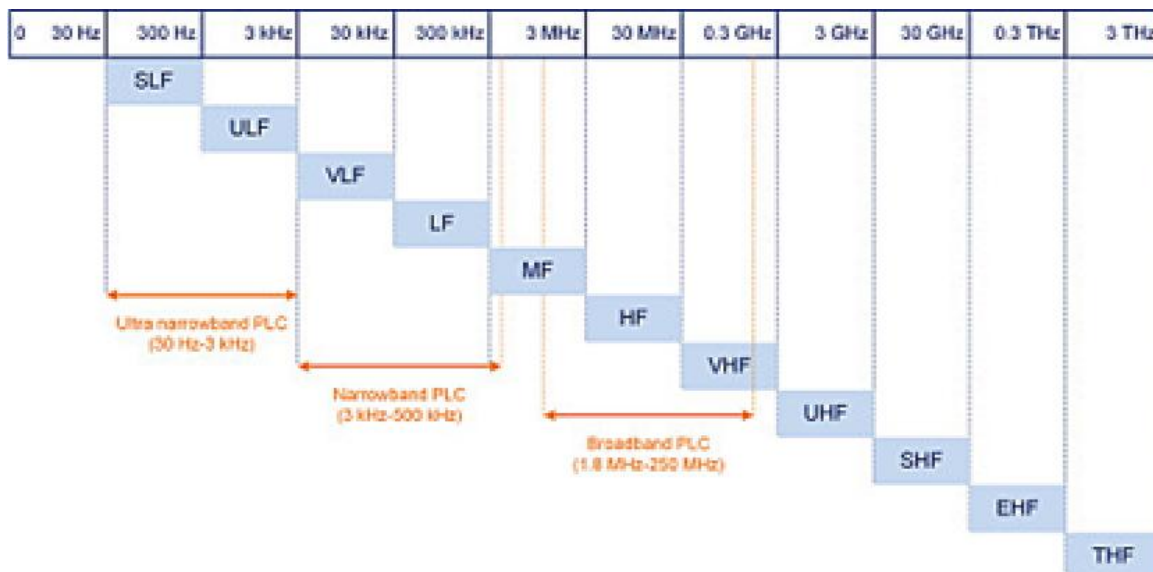 0 30 Hz 300 Hz 3 kHz 30 kHz 300 kHz 3 MHz 30 MHz 0.3 GHz 3 GHz 30 GHz 0.3 THz 3 THz
SLF
ULF
VLF
LF
MF
Ultra narrowband PLC
(30 Hz-3 kHz)
HF
VHF
Narrowband PLC
(3 kHz-500 kHz)
UHF
Broadband PLC
(1.8 MHz-250 MHz)
SHF
EHF
THF